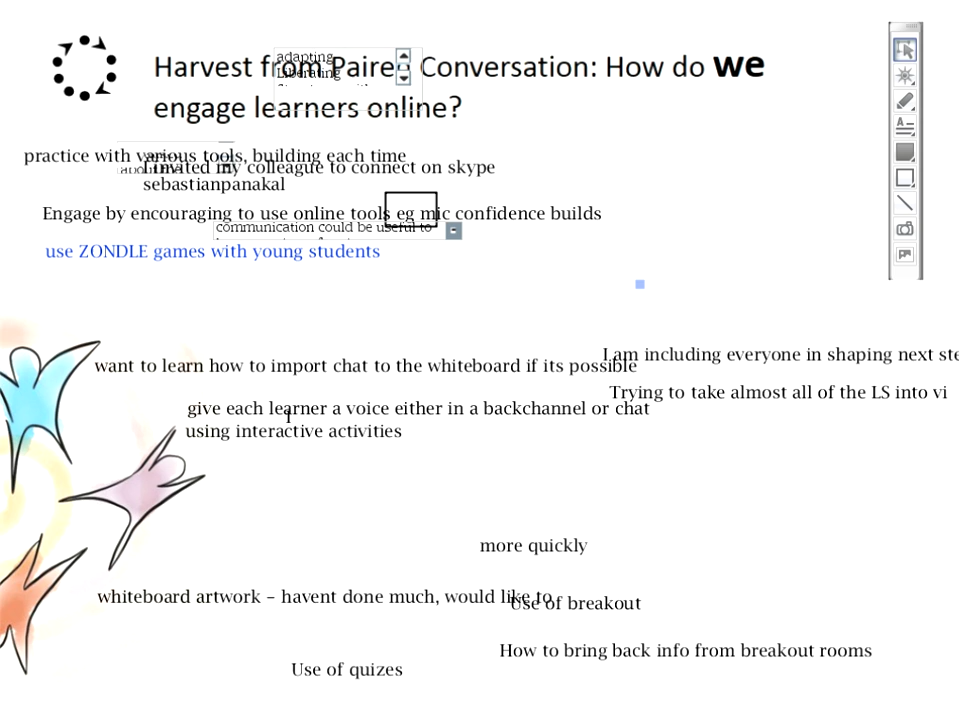 Harvest from Paired Conversation: How do we
engage learners online?
adapting
Liberating
practice with various tools, building each time
I invited my colleague to connect on skype
sebastianpanakal
Engage by encouraging to use online tools eg mic confidence builds
communication could be useful to
use ZONDLE games with young students
I am including everyone in shaping next ste
want to learn how to import chat to the whiteboard if its possible
Trying to take almost all of the LS into vi
give each learner a voice either in a backchannel or chat
I
using interactive activities
more quickly
whiteboard artwork – havent done much, would like to
Use of breakout
How to bring back info from breakout rooms
Use of quizes